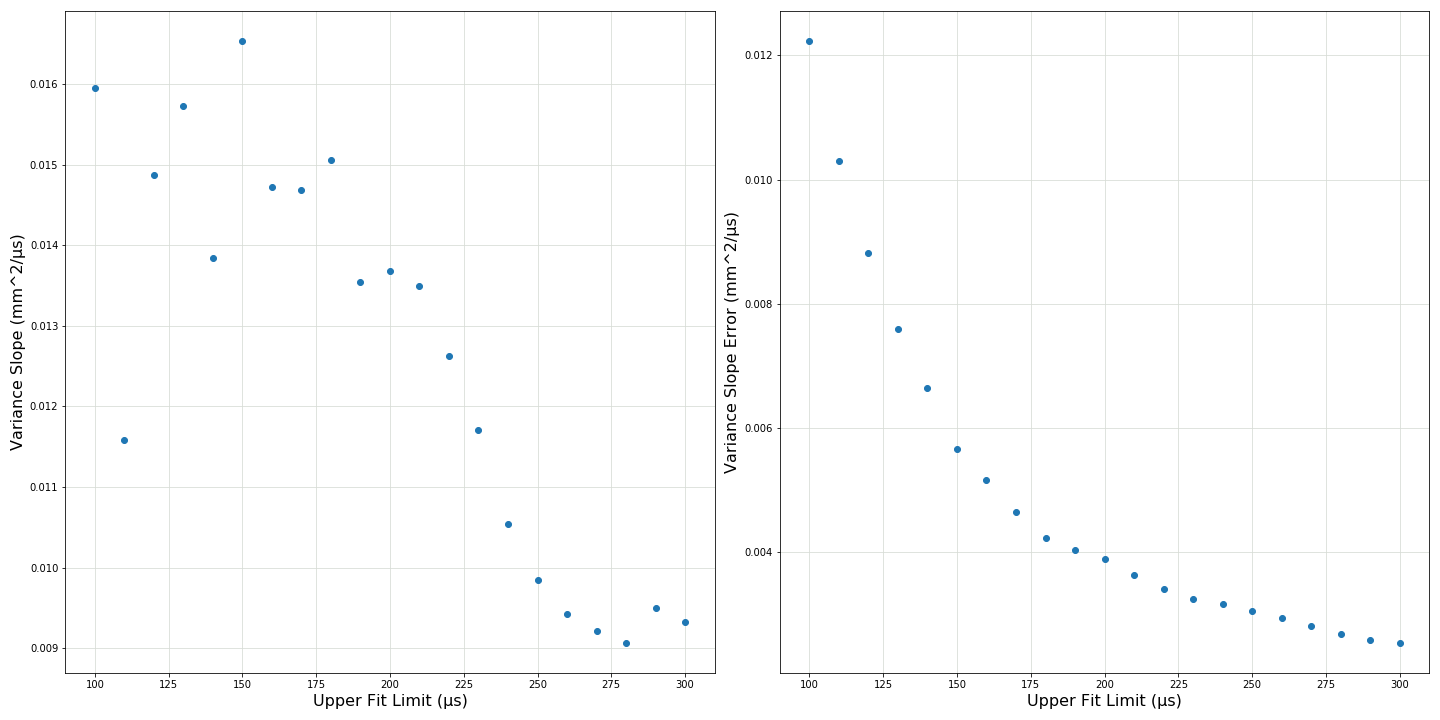 0.016
0.015
0.014
0.013
0.012
0.011
0.010
0.009
Variance Slope (mm^2/μs)
100 125 150 175 200 225 250 275 300
Upper Fit Limit (μs)
0.012
0.010
0.008
0.006
0.004
Variance Slope Error (mm^2/μs)
100 125 150 175 200 225 250 275 300
Upper Fit Limit (μs)